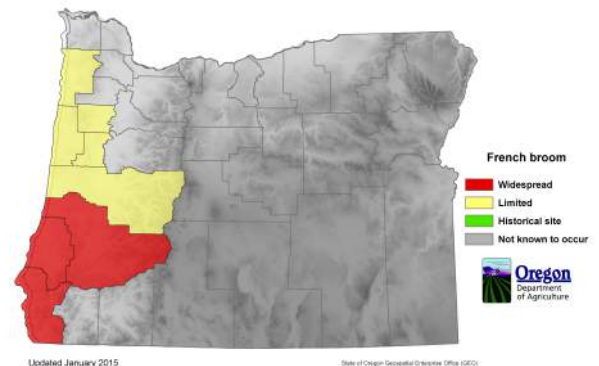 French broom
Widespread
Limited
Historical site
Not known to occur
Oregon
Department
of Agriculture
Updated January 2015
State of Oregon Geospatial Enterprise Office (GEO)